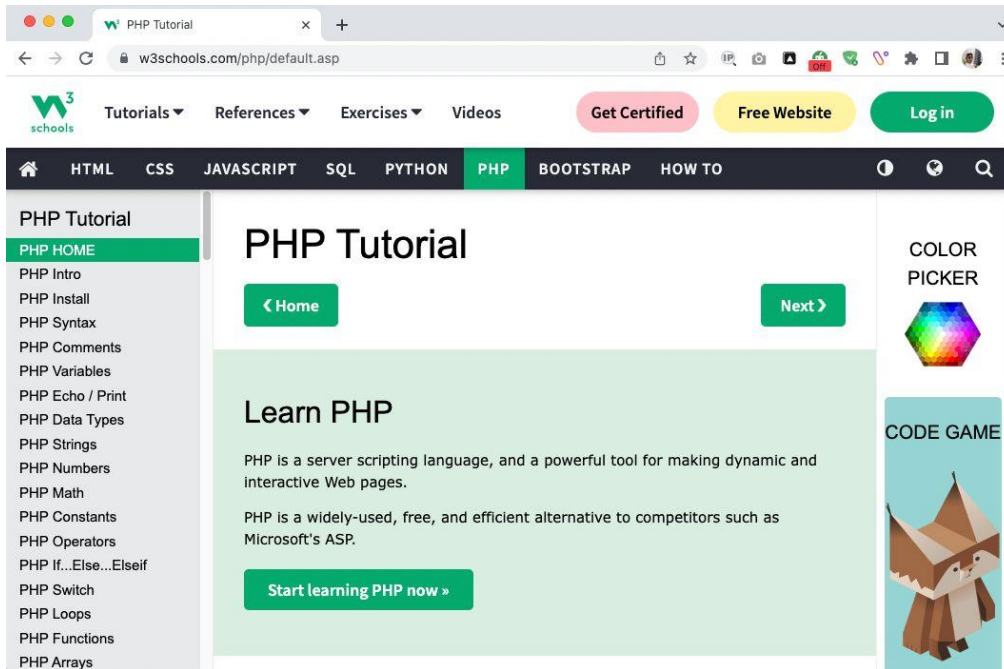 PHP Tutorial
w3schools.com/php/default.asp
IP
Off
W3
schools
Tutorials
References
Exercises
Videos
Get Certified
Free Website
Log in
HTML
CSS
JAVASCRIPT
SQL
PYTHON
PHP
BOOTSTRAP
HOW TO
PHP Tutorial
PHP HOME
PHP Intro
PHP Install
PHP Syntax
PHP Comments
PHP Variables
PHP Echo / Print
PHP Data Types
PHP Strings
PHP Numbers
PHP Math
PHP Constants
PHP Operators
PHP If...Else...Elseif
PHP Switch
PHP Loops
PHP Functions
PHP Arrays
PHP Tutorial
❮ Home
Next ❯
Learn PHP
PHP is a server scripting language, and a powerful tool for making dynamic and
interactive Web pages.
PHP is a widely-used, free, and efficient alternative to competitors such as
Microsoft's ASP.
Start learning PHP now »
COLOR
PICKER
CODE GAME